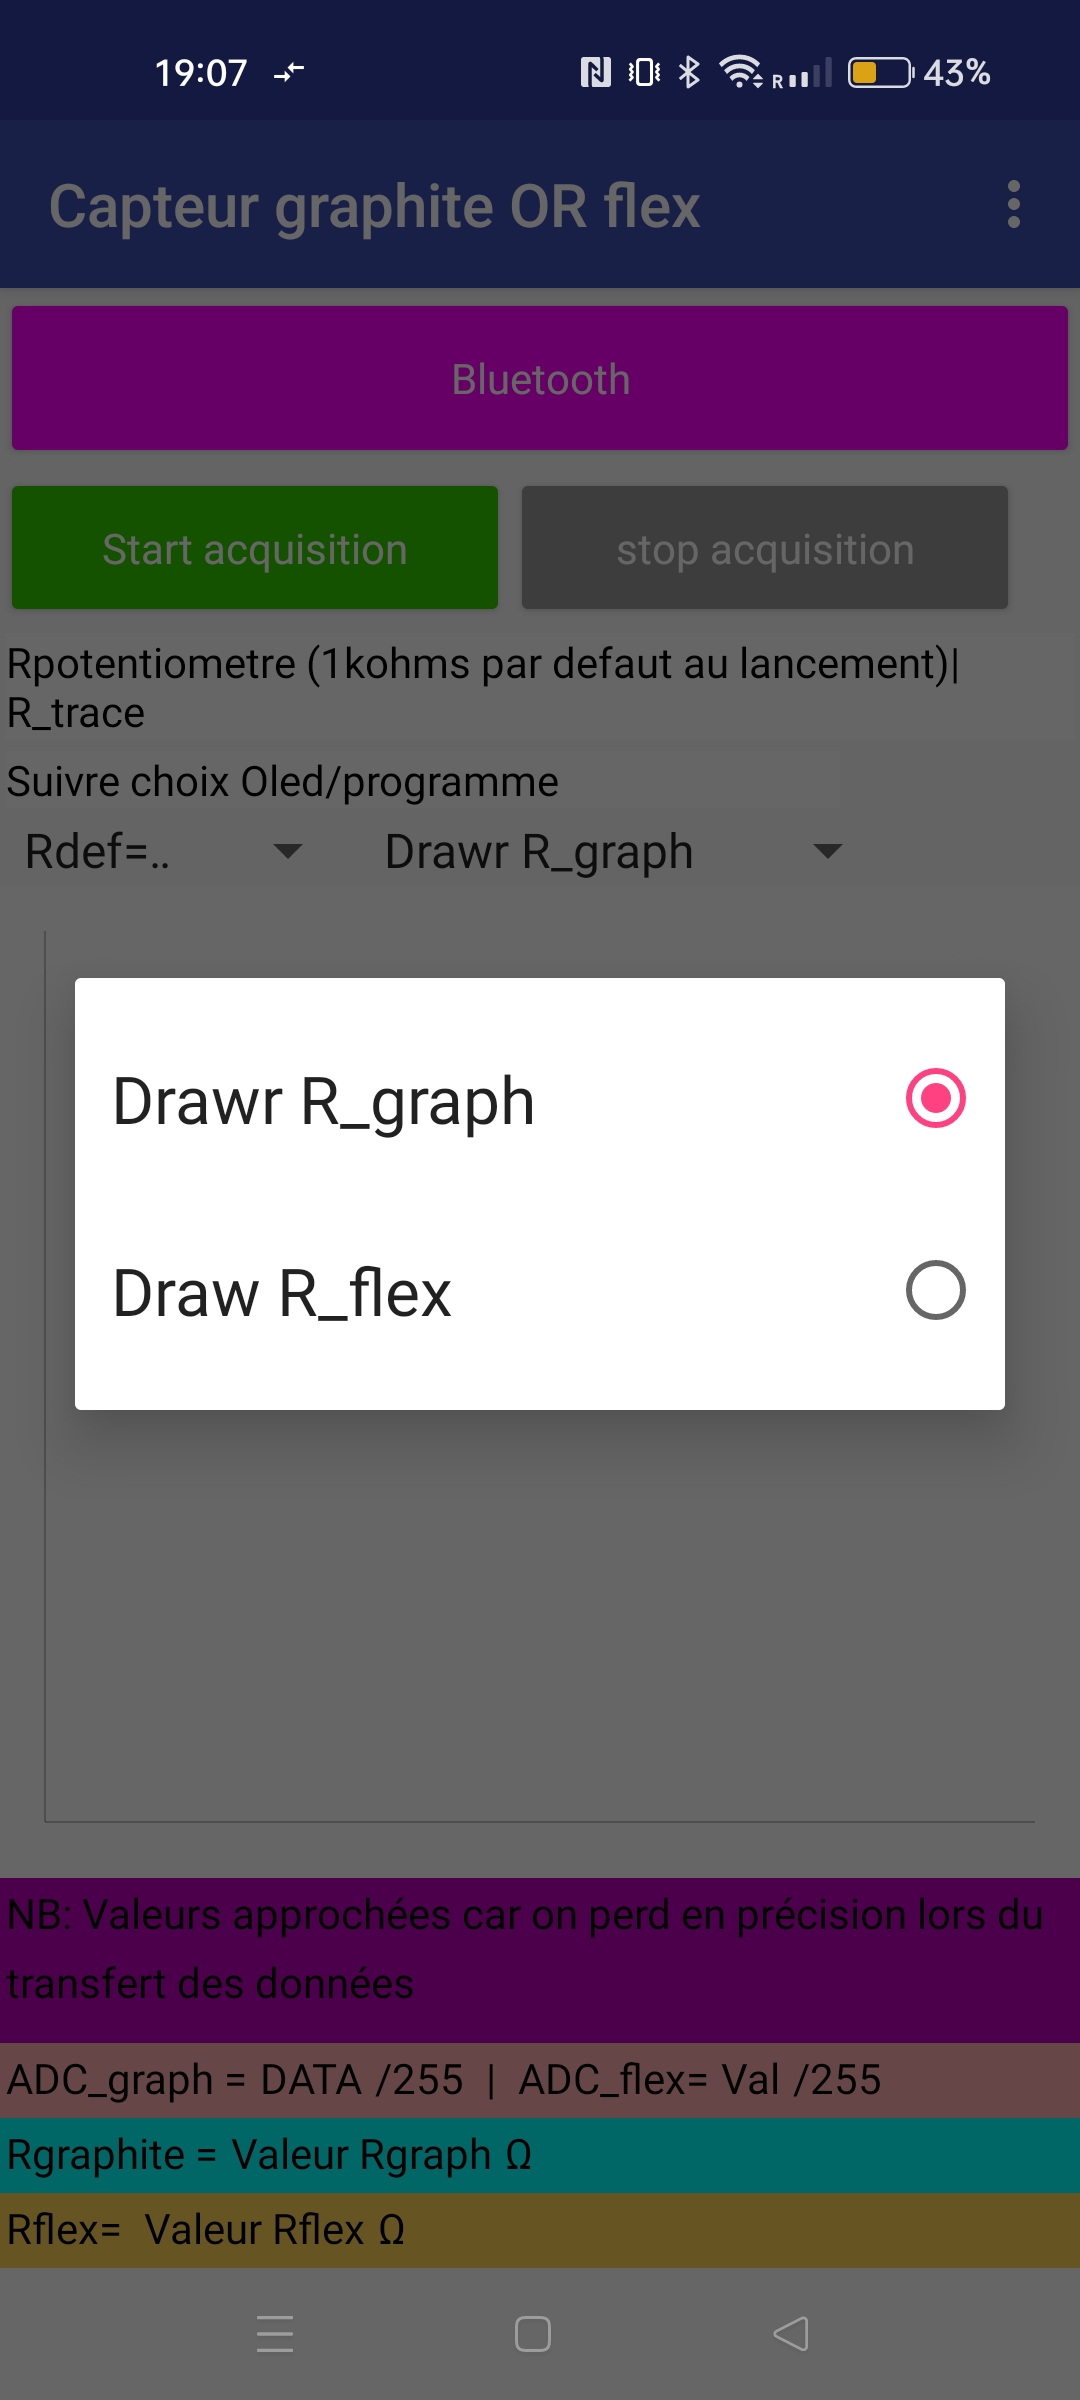 19:07
R
43%
Capteur graphite OR flex
Bluetooth
Start acquisition
stop acquisition
Rpotentiometre (1kohms par defaut au lancement)|
R_trace
Suivre choix Oled/programme
Rdef=..
Drawr R_graph
Drawr R_graph
Draw R_flex
NB: Valeurs approchées car on perd en précision lors du
transfert des données
ADC_graph = DATA /255 | ADC_flex= Val /255
Rgraphite = Valeur Rgraph Ω
Rflex= Valeur Rflex Ω